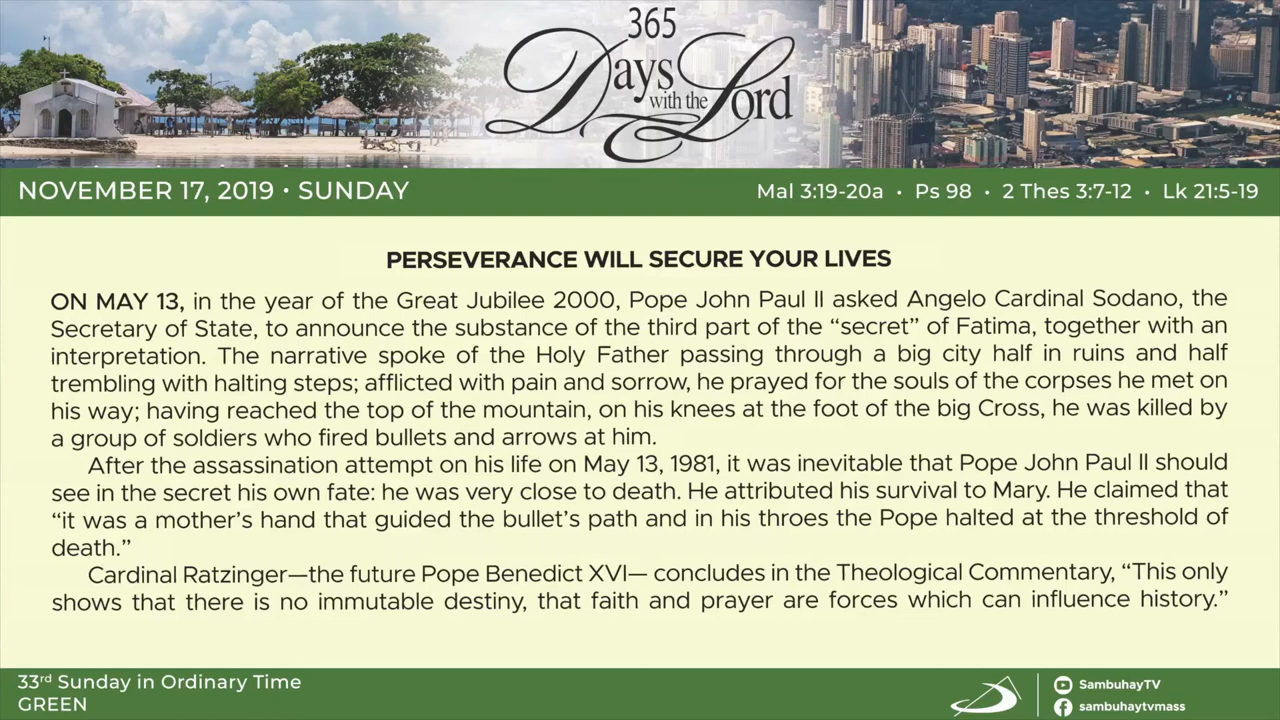 365
Days
with the
Lord
NOVEMBER 17, 2019 • SUNDAY
Mal 3:19-20a • Ps 98 • 2 Thes 3:7-12 • Lk 21:5-19
PERSEVERANCE WILL SECURE YOUR LIVES
ON MAY 13, in the year of the Great Jubilee 2000, Pope John Paul II asked Angelo Cardinal Sodano, the
Secretary of State, to announce the substance of the third part of the “secret” of Fatima, together with an
interpretation. The narrative spoke of the Holy Father passing through a big city half in ruins and half
trembling with halting steps; afflicted with pain and sorrow, he prayed for the souls of the corpses he met on
his way; having reached the top of the mountain, on his knees at the foot of the big Cross, he was killed by
a group of soldiers who fired bullets and arrows at him.
After the assassination attempt on his life on May 13, 1981, it was inevitable that Pope John Paul II should
see in the secret his own fate: he was very close to death. He attributed his survival to Mary. He claimed that
“it was a mother’s hand that guided the bullet’s path and in his throes the Pope halted at the threshold of
death.”
Cardinal Ratzinger—the future Pope Benedict XVI— concludes in the Theological Commentary, “This only
shows that there is no immutable destiny, that faith and prayer are forces which can influence history.”
33rd Sunday in Ordinary Time
GREEN
SambuhayTV
sambuhaytvmass